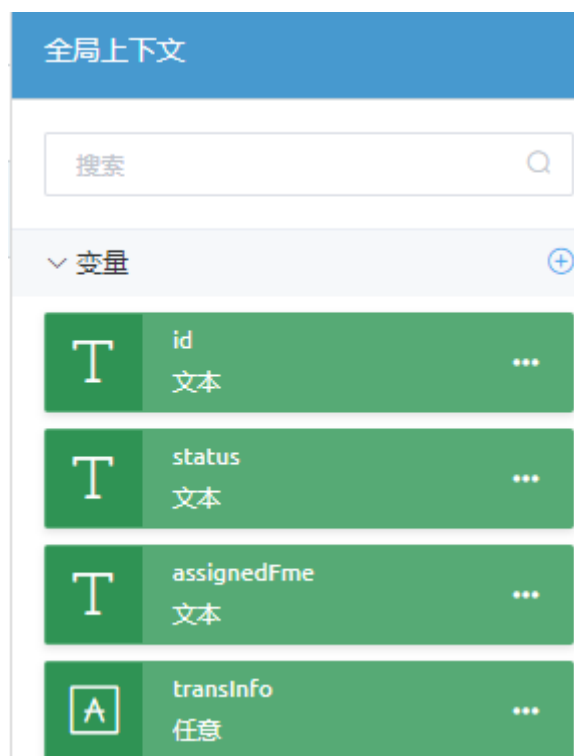 全局上下文
搜索
变量
id
文本
status
文本
assignedFme
文本
transInfo
任意